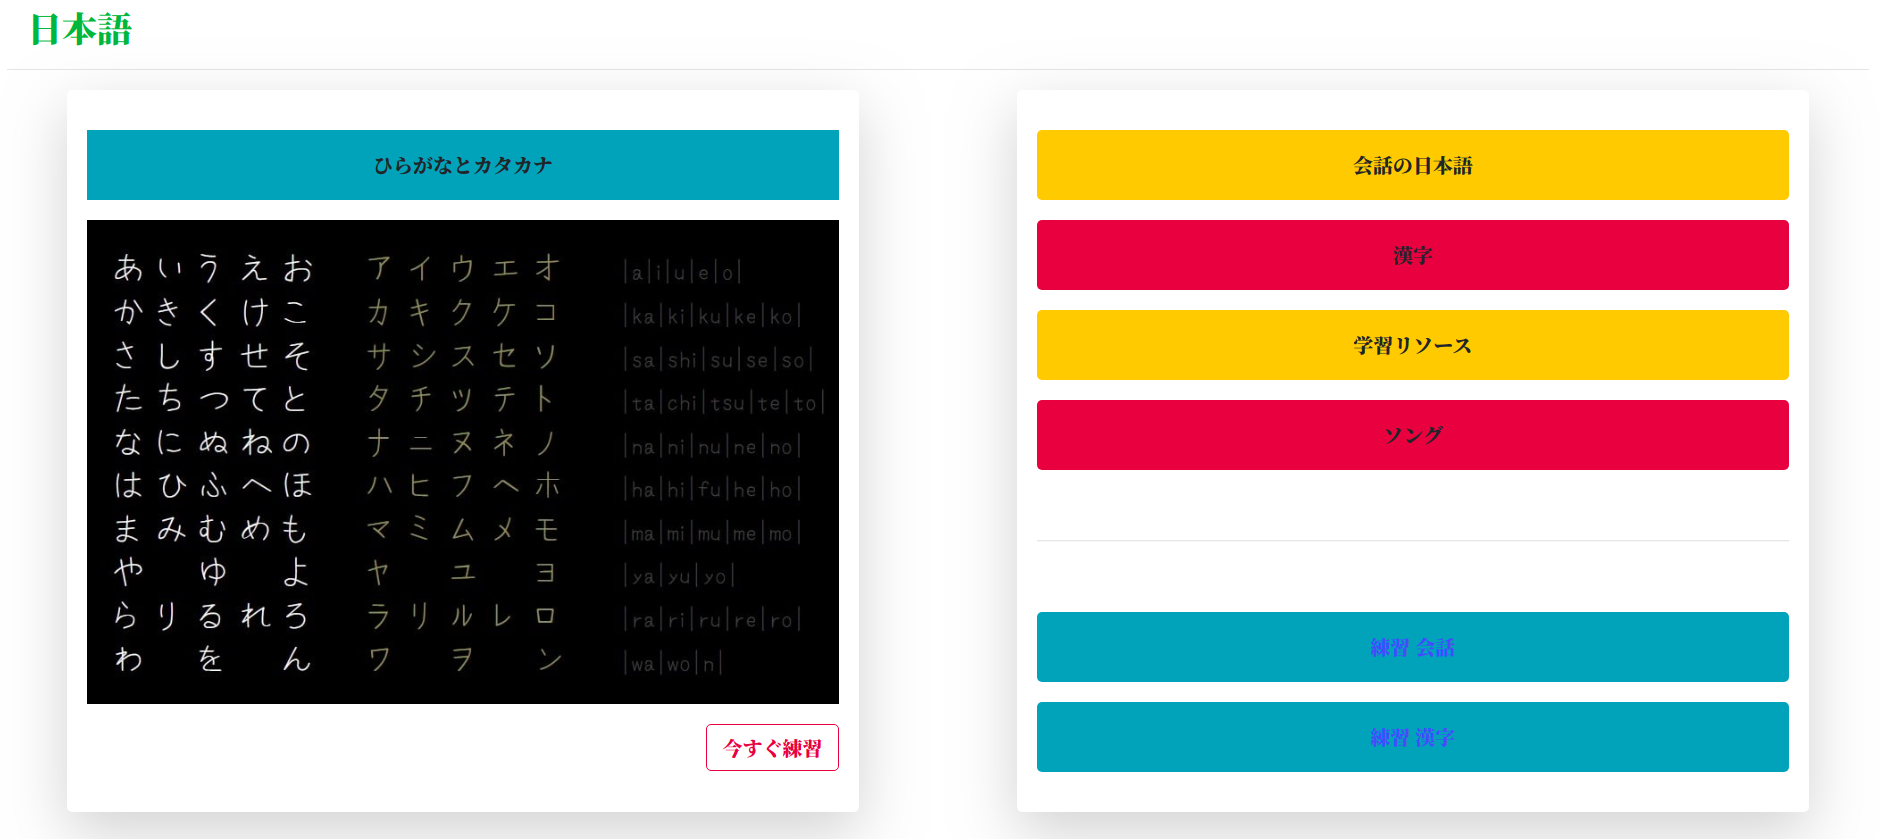 日本語
ひらがなとカタカナ
あいうえお アイウエオ |a|i|u|e|o|
かきくけこ カキクケコ |ka|ki|ku|ke|ko|
さしすせそ サシスセソ |sa|shi|su|se|so|
たちつてと タチツテト |ta|chi|tsu|te|to|
なにぬねの ナニヌネノ |na|ni|nu|ne|no|
はひふへほ ハヒフヘホ |ha|hi|fu|he|ho|
まみむめも マミムメモ |ma|mi|mu|me|mo|
や ゆ よ ヤ ユ ヨ |ya|yu|yo|
らりるれろ ラリルレロ |ra|ri|ru|re|ro|
わ を ん ワ ヲ ン |wa|wo|n|
今すぐ練習
会話の日本語
漢字
学習リソース
ソング
練習 会話
練習 漢字